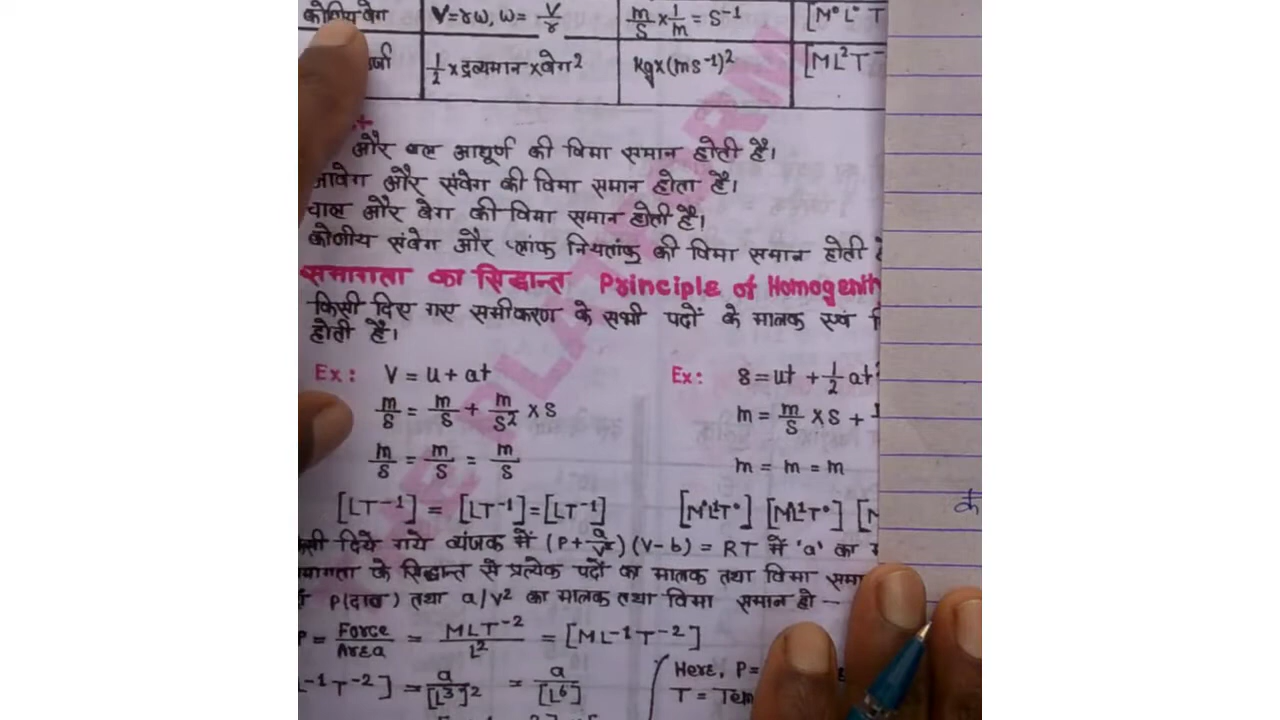 कोणीय वेग V=rω, ω= V/r m/s × 1/m = S⁻¹ [M⁰L⁰T
र्जा 1/2 × द्रव्यमान × वेग² Kg×(ms⁻¹)² [ML²T⁻
और बल आघूर्ण की विमा समान होती है।
आवेग और संवेग की विमा समान होता है।
चाल और वेग की विमा समान होती है।
कोणीय संवेग और प्लांक नियतांक की विमा समान होती है
समांगता का सिद्धान्त Principle of Homogenit
किसी दिए गए समीकरण के सभी पदों के मात्रक एवं वि
होती है।
Ex: V = u + at Ex: S = ut + 1/2 at²
m/s = m/s + m/s² × S m = m/s × S +
m/s = m/s = m/s m = m = m
[LT⁻¹] = [LT⁻¹] = [LT⁻¹] [M⁰L¹T⁰] [M⁰L¹T⁰] [M
क
सी दिये गये व्यंजक में (P + a/V²) (V - b) = RT में 'a' का म
मांगता के सिद्धान्त से प्रत्येक पदों का मात्रक तथा विमा समा
P(दाब) तथा a/V² का मात्रक तथा विमा समान हो —
P = Force/Area = MLT⁻²/L² = [ML⁻¹T⁻²]
Here, P=
⁻¹T⁻²] = a/[L³]² = a/[L⁶]
T = Tem